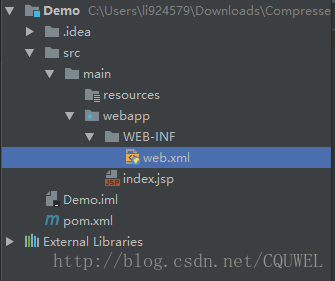 Demo C:\Users\li924579\Downloads\Compresse
.idea
src
main
resources
webapp
WEB-INF
web.xml
JSP index.jsp
Demo.iml
m pom.xml
External Libraries
http://blog.csdn.net/CQUWEL